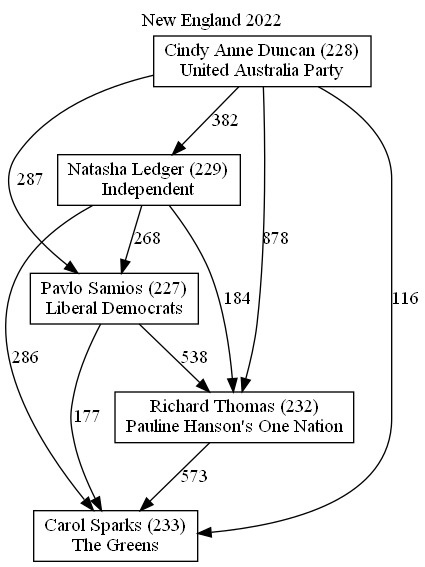 New England 2022
Cindy Anne Duncan (228)
United Australia Party
382
Natasha Ledger (229)
Independent
287
268
878
Pavlo Samios (227)
Liberal Democrats
184
116
286
538
177
Richard Thomas (232)
Pauline Hanson's One Nation
573
Carol Sparks (233)
The Greens